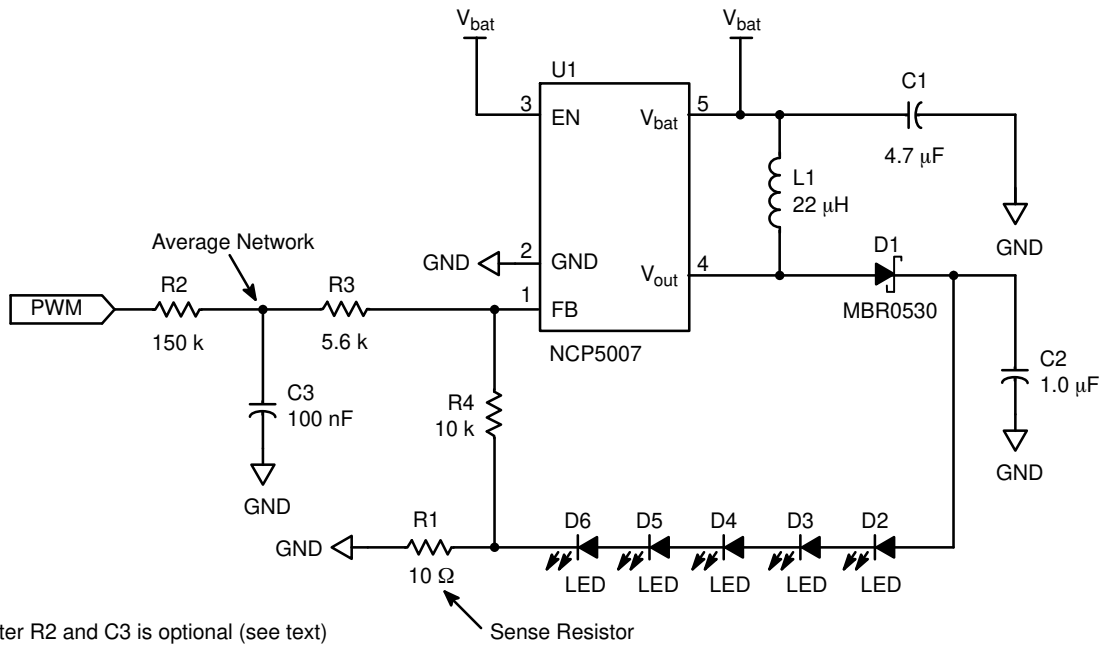 Vbat
Vbat
U1
C1
3
EN
Vbat
5
4.7 μF
L1
22 μH
GND
Average Network
GND
2
GND
Vout
4
D1
MBR0530
PWM
R2
150 k
R3
5.6 k
1
FB
NCP5007
C2
1.0 μF
C3
100 nF
R4
10 k
GND
GND
GND
R1
10 Ω
D6
D5
D4
D3
D2
LED
LED
LED
LED
LED
ter R2 and C3 is optional (see text)
Sense Resistor